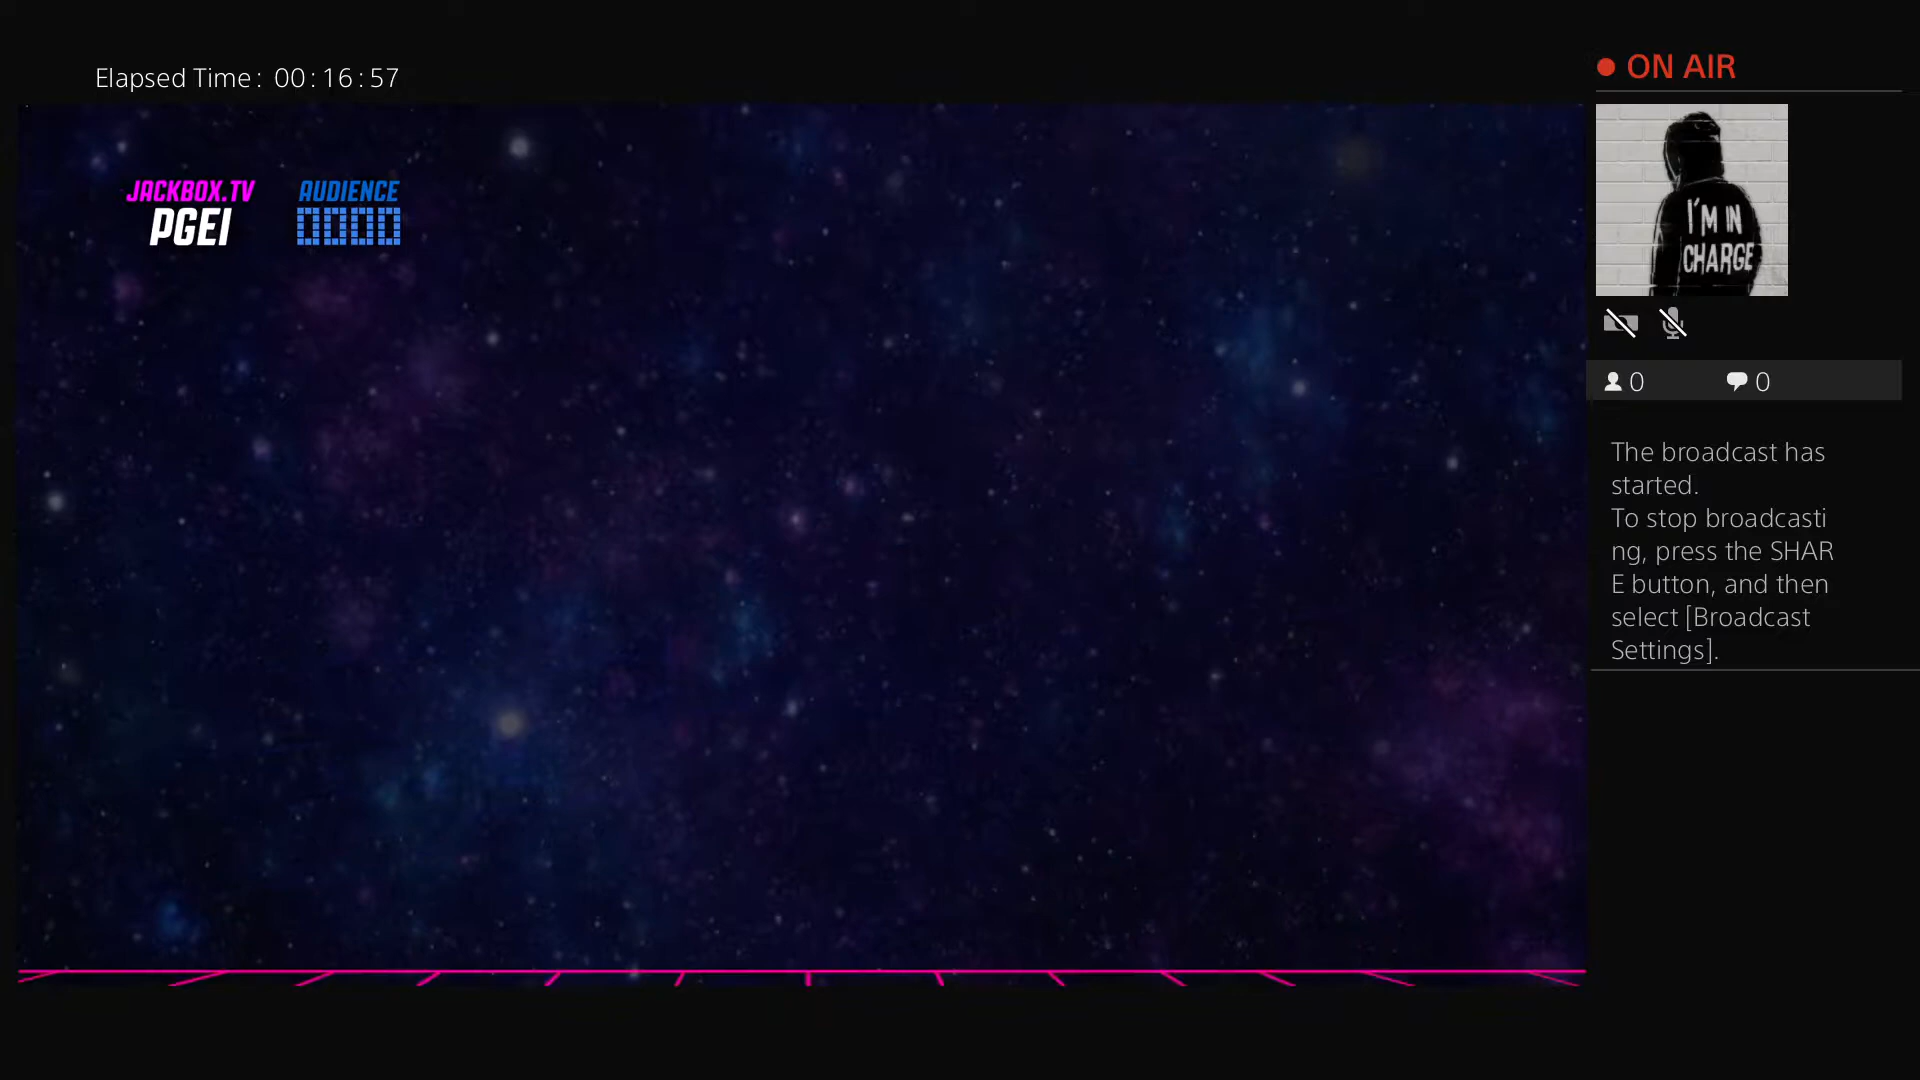 Elapsed Time: 00:16:57
ON AIR
JACKBOX.TV
PGEI
AUDIENCE
0000
I'M IN
CHARGE
0
0
The broadcast has
started.
To stop broadcasti
ng, press the SHAR
E button, and then
select [Broadcast
Settings].